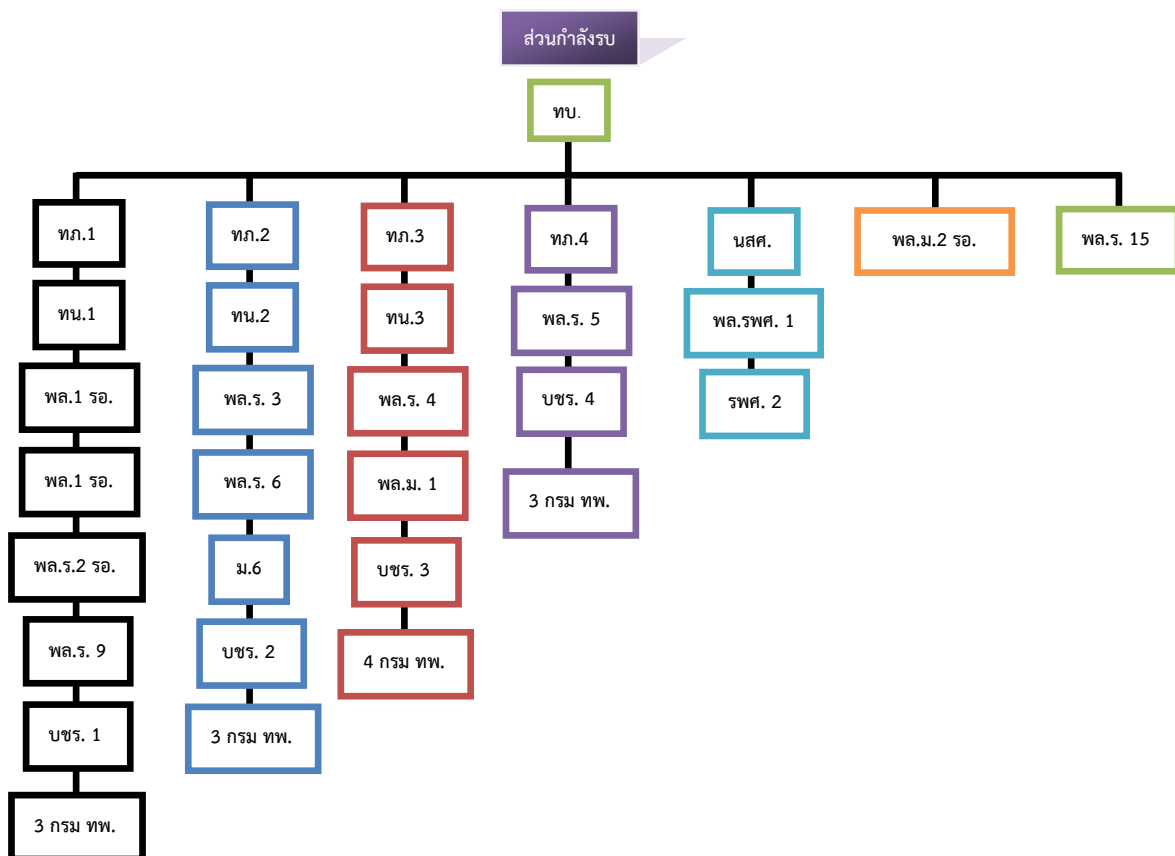 ส่วนกำลังรบ
ทบ.
ทภ.1
ทน.1
พล.1 รอ.
พล.1 รอ.
พล.ร.2 รอ.
พล.ร. 9
บชร. 1
3 กรม ทพ.
ทภ.2
ทน.2
พล.ร. 3
พล.ร. 6
ม.6
บชร. 2
3 กรม ทพ.
ทภ.3
ทน.3
พล.ร. 4
พล.ม. 1
บชร. 3
4 กรม ทพ.
ทภ.4
พล.ร. 5
บชร. 4
3 กรม ทพ.
นสศ.
พล.รพศ. 1
รพศ. 2
พล.ม.2 รอ.
พล.ร. 15